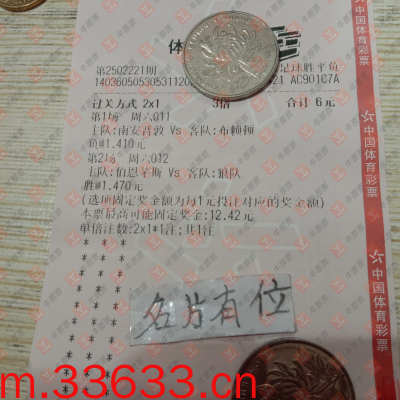 体
第2502221期
足球胜平负
14036050530531120
21 AC901C7A
过关方式 2x1
3倍
合计 6元
第1场 周六011
主队:南安普敦 Vs 客队:布赖顿
负@1.410元
第2场 周六012
主队:伯恩茅斯 Vs 客队:狼队
胜@1.470元
(选项固定奖金额为每1元投注对应的奖金额)
本票最高可能固定奖金:12.42元
单倍注数:2x1*1注;共1注
名片有位
中国体育彩票
中国体育彩票
中国体育彩票
m.33633.cn